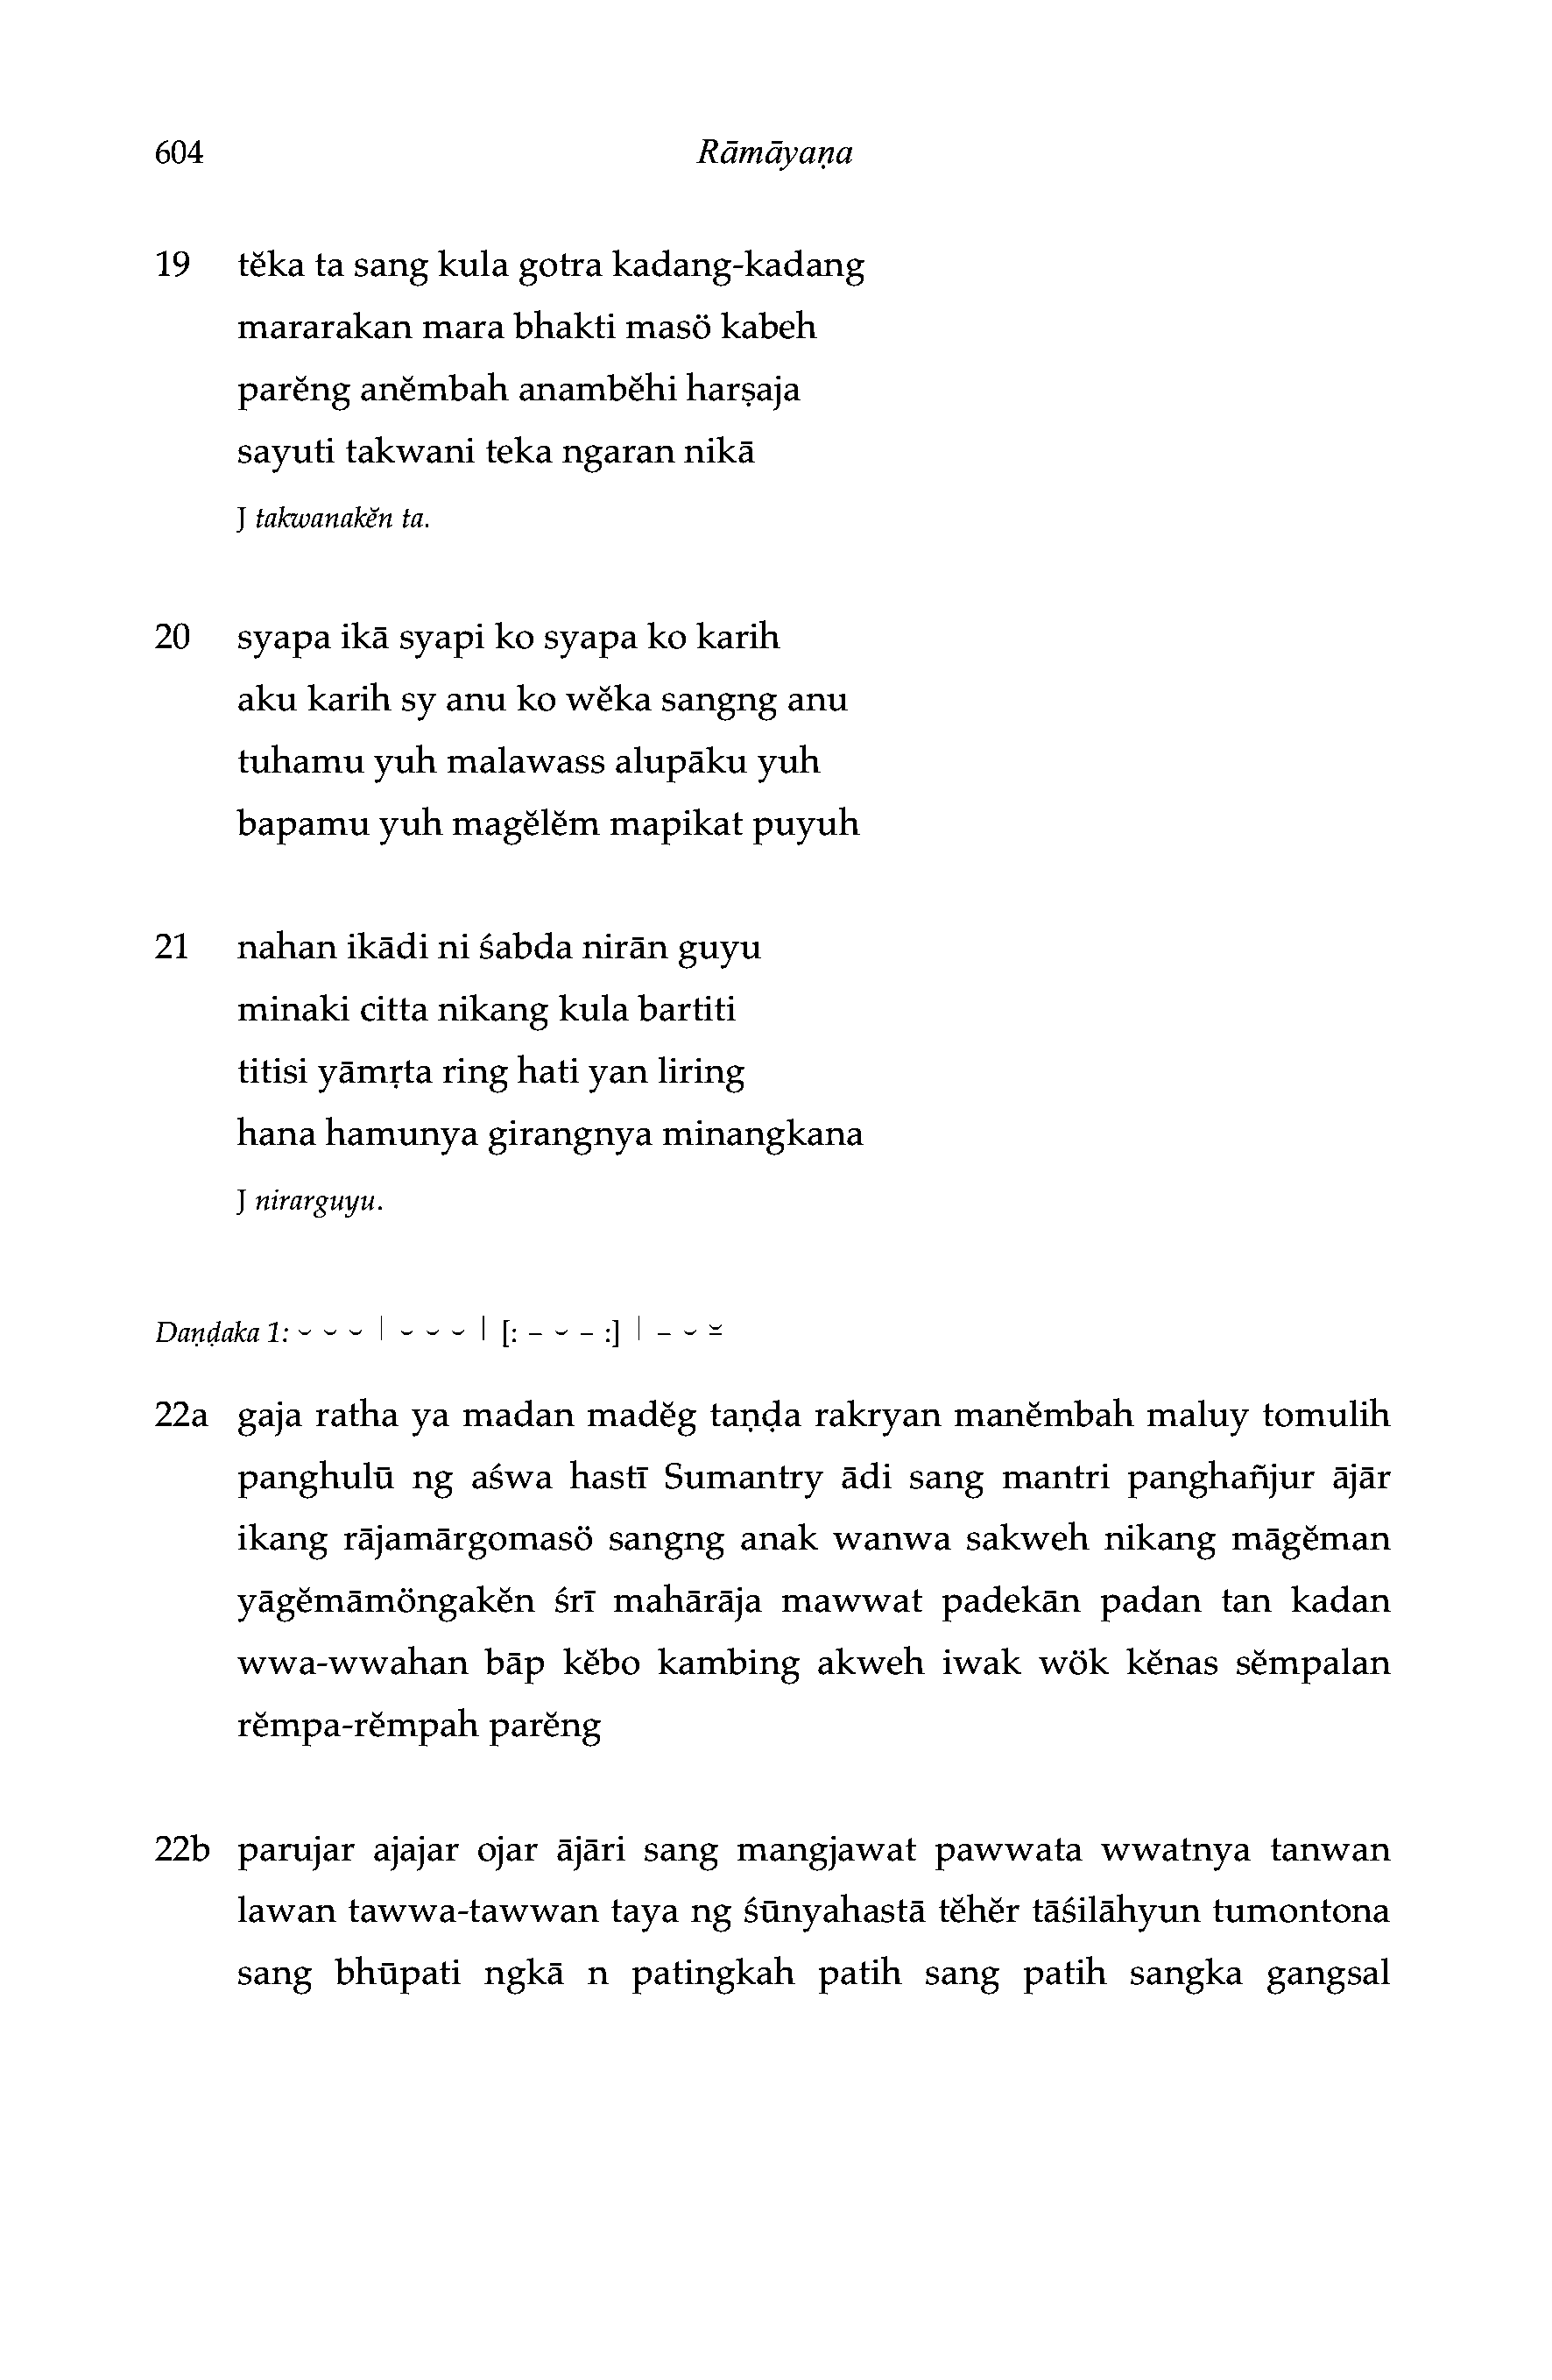 604 Rāmāyaṇa
19 tĕka ta sang kula gotra kadang-kadang
mararakan mara bhakti masö kabeh
parĕng anĕmbah anambĕhi harṣaja
sayuti takwani teka ngaran nikā
J takwanakĕn ta.
20 syapa ikā syapi ko syapa ko karih
aku karih sy anu ko wĕka sangng anu
tuhamu yuh malawass alupāku yuh
bapamu yuh magĕlĕm mapikat puyuh
21 nahan ikādi ni śabda nirān guyu
minaki citta nikang kula bartiti
titisi yāmṛta ring hati yan liring
hana hamunya girangnya minangkana
J nirarguyu.
Daṇḍaka 1: ⏑ ⏑ ⏑ | ⏑ ⏑ ⏑ | [: – ⏑ – :] | – ⏑ ⏓
22a gaja ratha ya madan madĕg taṇḍa rakryan manĕmbah maluy tomulih
panghulū ng aśwa hastī Sumantry ādi sang mantri panghañjur ājār
ikang rājamārgomasö sangng anak wanwa sakweh nikang māgĕman
yāgĕmāmöngakĕn śrī mahārāja mawwat padekān padan tan kadan
wwa-wwahan bāp kĕbo kambing akweh iwak wök kĕnas sĕmpalan
rĕmpa-rĕmpah parĕng
22b parujar ajajar ojar ājāri sang mangjawat pawwata wwatnya tanwan
lawan tawwa-tawwan taya ng śūnyahastā tĕhĕr tāśilāhyun tumontona
sang bhūpati ngkā n patingkah patih sang patih sangka gangsal